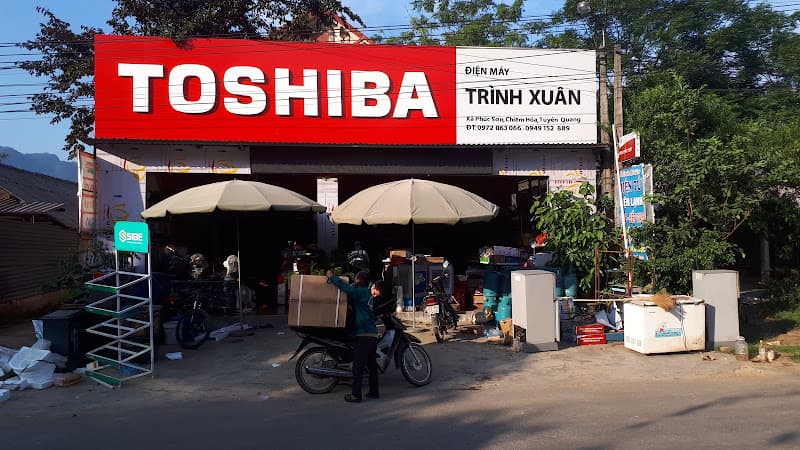 TOSHIBA
ĐIỆN MÁY
TRÌNH XUÂN
Xã Phúc Sơn, Chiêm Hóa, Tuyên Quang
ĐT: 0972 063 066 . 0949 152 889
SIBE